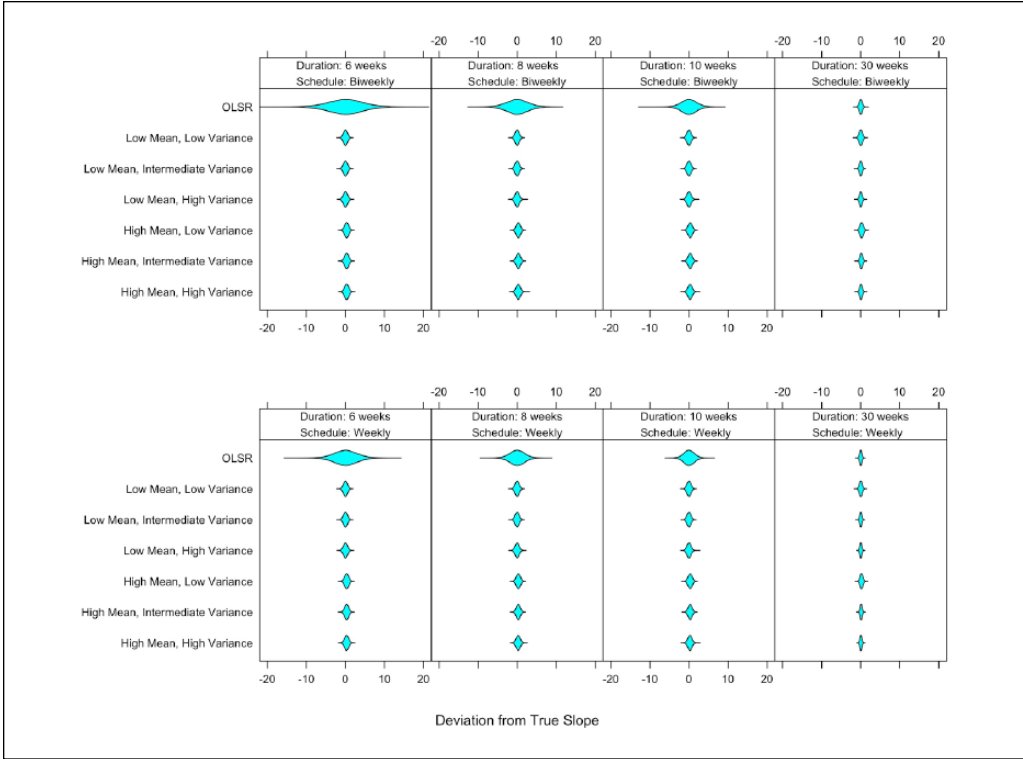 -20 -10 0 10 20 -20 -10 0 10 20
Duration: 6 weeks Duration: 8 weeks Duration: 10 weeks Duration: 30 weeks
Schedule: Biweekly Schedule: Biweekly Schedule: Biweekly Schedule: Biweekly
OLSR
Low Mean, Low Variance
Low Mean, Intermediate Variance
Low Mean, High Variance
High Mean, Low Variance
High Mean, Intermediate Variance
High Mean, High Variance
-20 -10 0 10 20 -20 -10 0 10 20
-20 -10 0 10 20 -20 -10 0 10 20
Duration: 6 weeks Duration: 8 weeks Duration: 10 weeks Duration: 30 weeks
Schedule: Weekly Schedule: Weekly Schedule: Weekly Schedule: Weekly
OLSR
Low Mean, Low Variance
Low Mean, Intermediate Variance
Low Mean, High Variance
High Mean, Low Variance
High Mean, Intermediate Variance
High Mean, High Variance
-20 -10 0 10 20 -20 -10 0 10 20
Deviation from True Slope